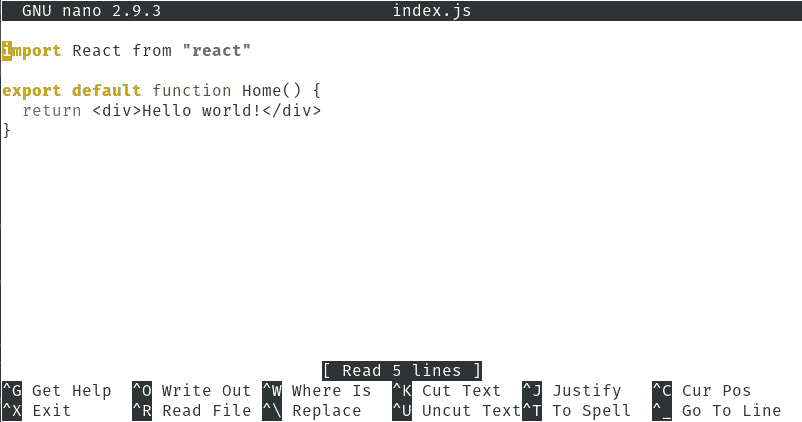 GNU nano 2.9.3 index.js
import React from "react"
export default function Home() {
return <div>Hello world!</div>
}
[ Read 5 lines ]
^G Get Help ^O Write Out ^W Where Is ^K Cut Text ^J Justify ^C Cur Pos
^X Exit ^R Read File ^\ Replace ^U Uncut Text ^T To Spell ^_ Go To Line